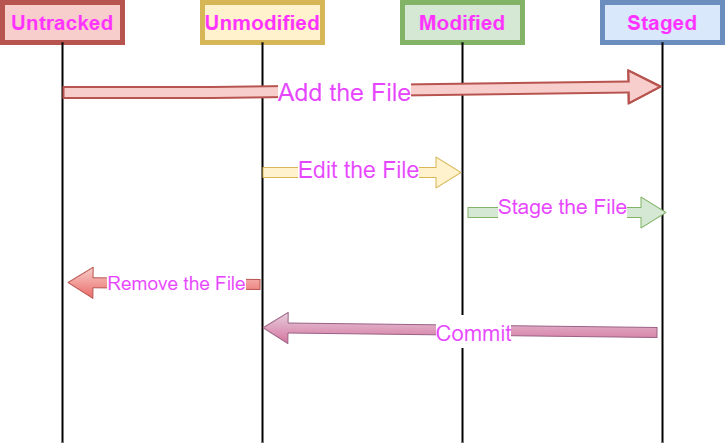 Untracked
Unmodified
Modified
Staged
Add the File
Edit the File
Stage the File
Remove the File
Commit